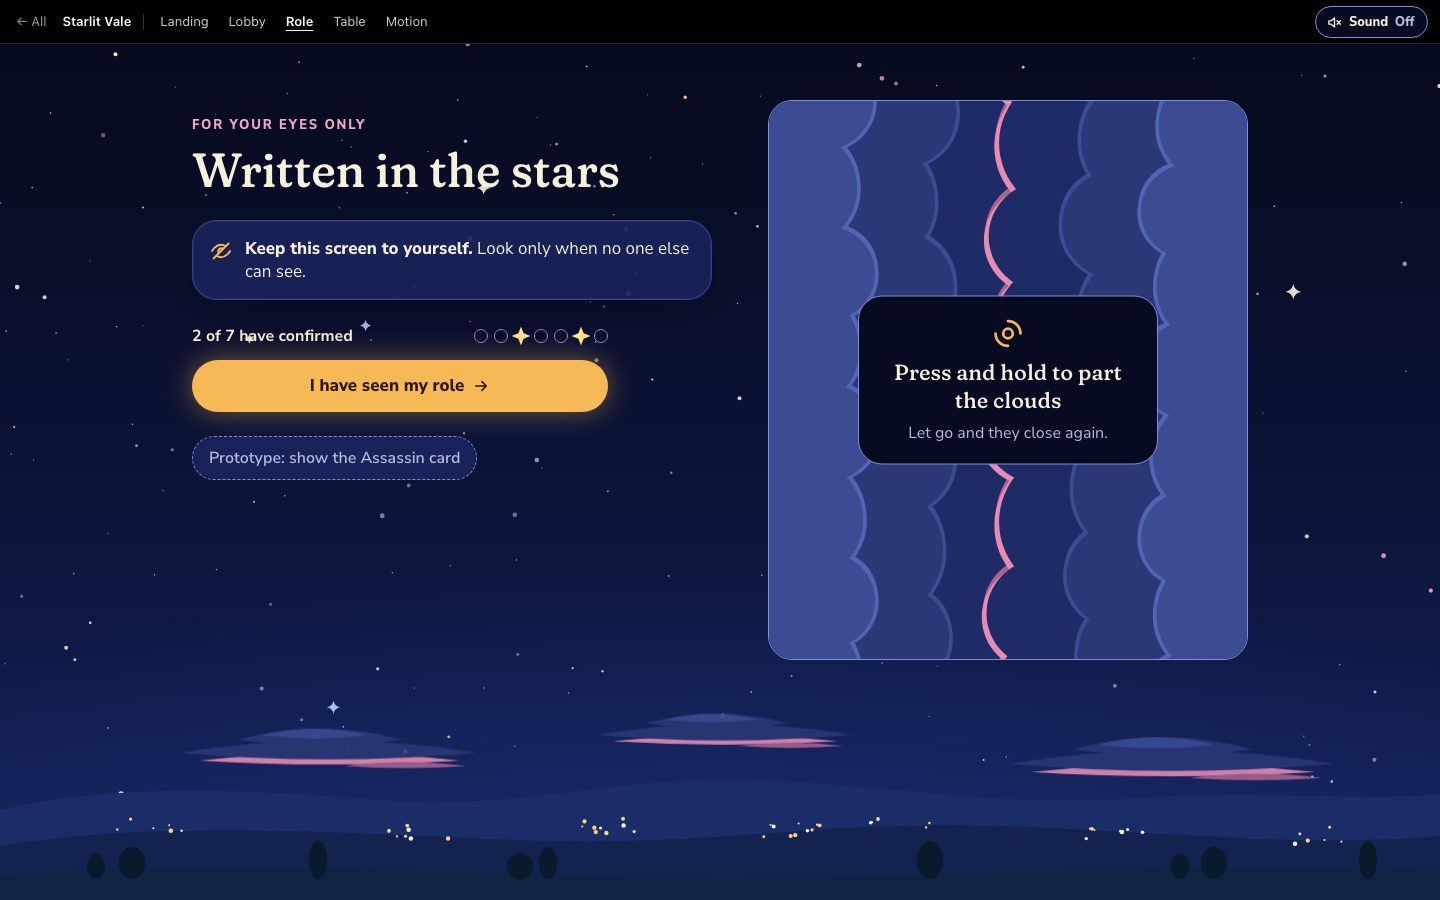 ← All Starlit Vale Landing Lobby Role Table Motion Sound Off
FOR YOUR EYES ONLY
Written in the stars
Keep this screen to yourself. Look only when no one else
can see.
2 of 7 have confirmed
I have seen my role →
Prototype: show the Assassin card
Press and hold to part
the clouds
Let go and they close again.